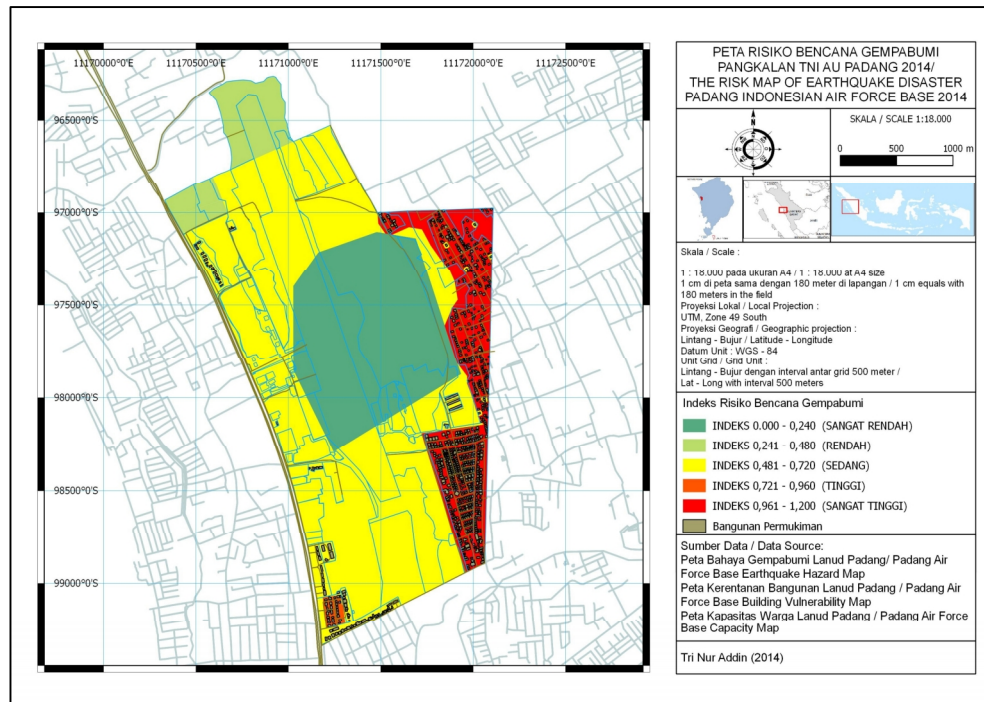 11170000°0'S 11170500°0'S 11171000°0'S 11171500°0'S 11172000°0'S 11172500°0'S
96500°0'S
97000°0'S
97500°0'S
98000°0'S
98500°0'S
99000°0'S
PETA RISIKO BENCANA GEMPABUMI
PANGKALAN TNI AU PADANG 2014/
THE RISK MAP OF EARTHQUAKE DISASTER
PADANG INDONESIAN AIR FORCE BASE 2014
N
SKALA / SCALE 1:18.000
0 500 1000 m
Skala / Scale :
1 : 18.000 pada ukuran A4 / 1 : 18.000 at A4 size
1 cm di peta sama dengan 180 meter di lapangan / 1 cm equals with
180 meters in the field
Proyeksi Lokal / Local Projection :
UTM, Zone 49 South
Proyeksi Geografi / Geographic projection :
Lintang - Bujur / Latitude - Longitude
Datum Unit : WGS - 84
Unit Grid / Grid Unit :
Lintang - Bujur dengan interval antar grid 500 meter /
Lat - Long with interval 500 meters
Indeks Risiko Bencana Gempabumi
INDEKS 0.000 - 0,240 (SANGAT RENDAH)
INDEKS 0,241 - 0,480 (RENDAH)
INDEKS 0,481 - 0,720 (SEDANG)
INDEKS 0,721 - 0,960 (TINGGI)
INDEKS 0,961 - 1,200 (SANGAT TINGGI)
Bangunan Permukiman
Sumber Data / Data Source:
Peta Bahaya Gempabumi Lanud Padang/ Padang Air
Force Base Earthquake Hazard Map
Peta Kerentanan Bangunan Lanud Padang / Padang Air
Force Base Building Vulnerability Map
Peta Kapasitas Warga Lanud Padang / Padang Air Force
Base Capacity Map
Tri Nur Addin (2014)